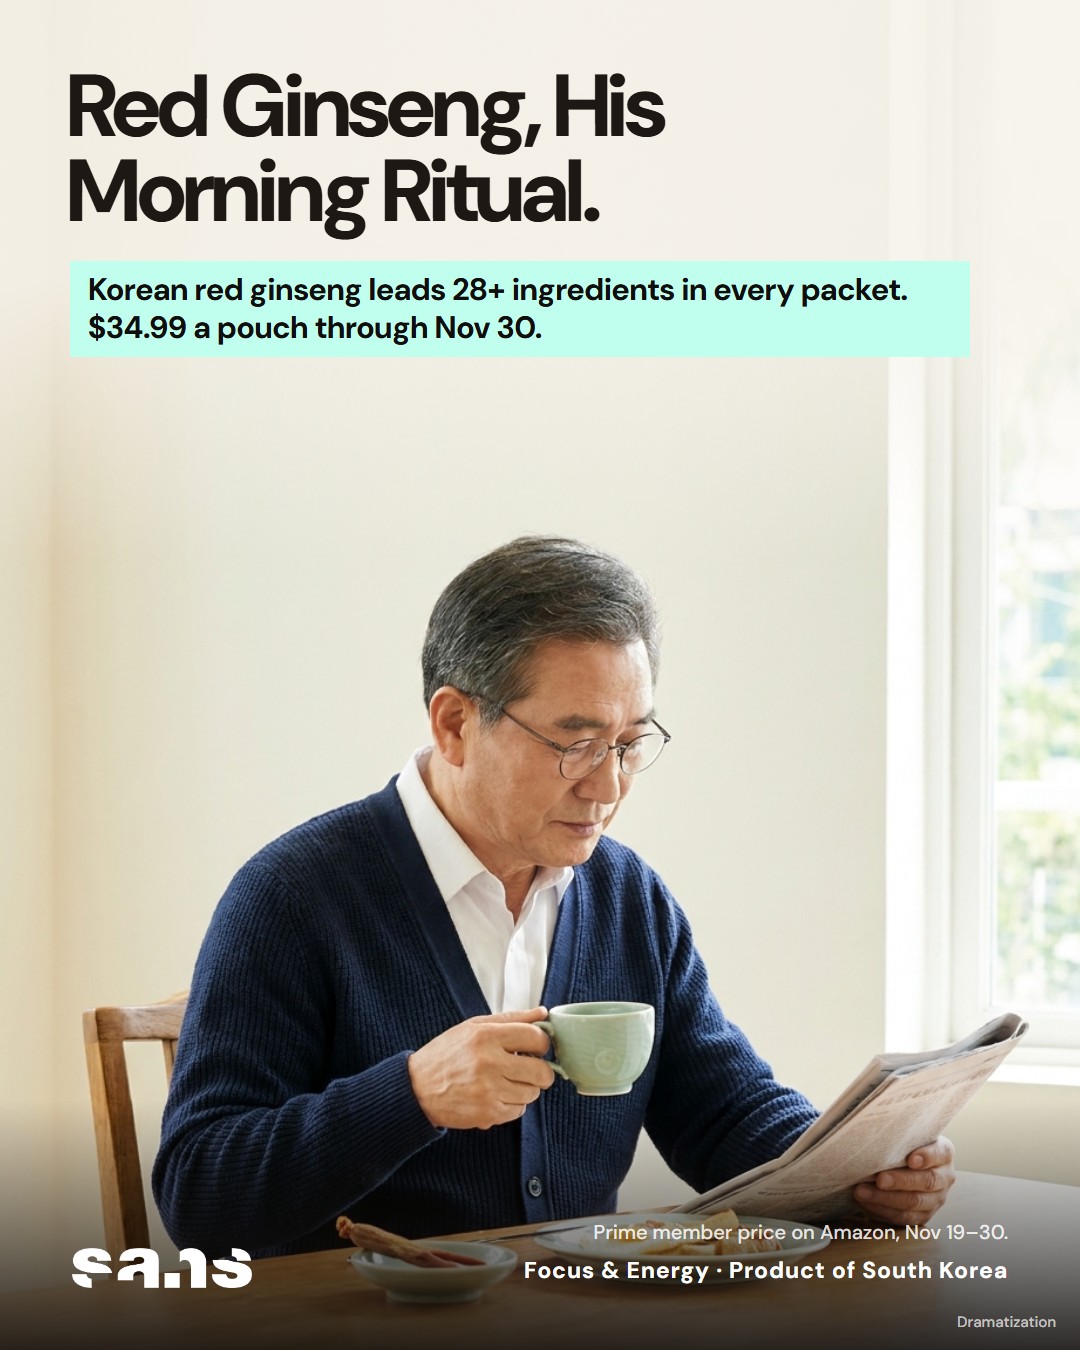 Red Ginseng, His
Morning Ritual.
Korean red ginseng leads 28+ ingredients in every packet.
$34.99 a pouch through Nov 30.
Prime member price on Amazon, Nov 19–30.
sans
Focus & Energy · Product of South Korea
Dramatization